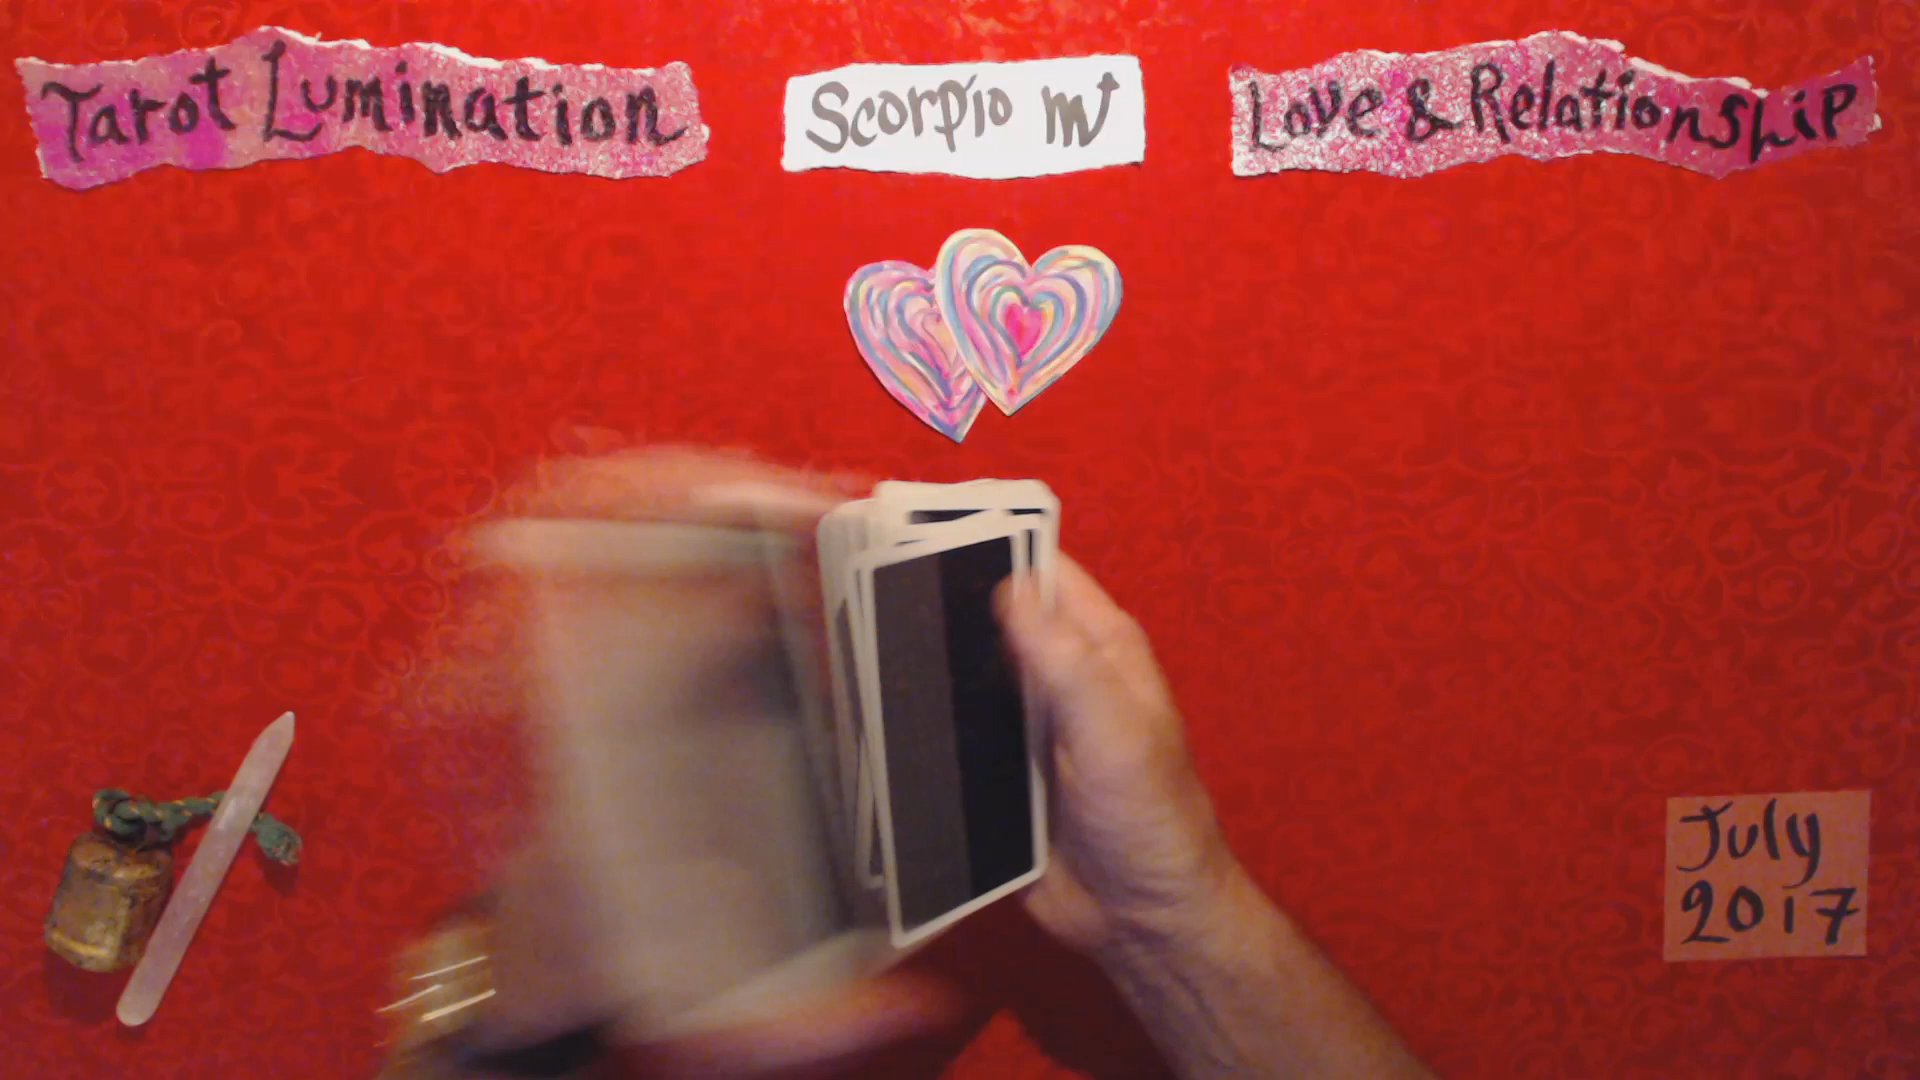 Tarot Lumination
Scorpio ♏
Love & Relationship
July
2017